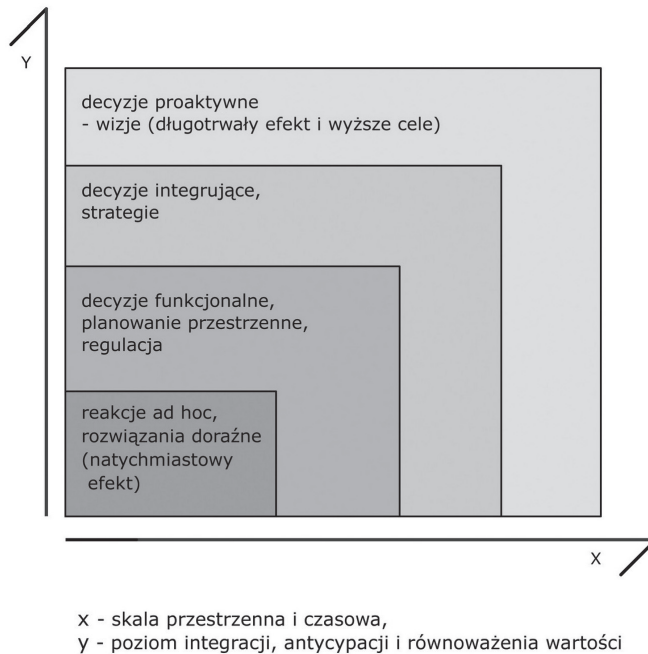 Y
decyzje proaktywne
- wizje (długotrwały efekt i wyższe cele)
decyzje integrujące,
strategie
decyzje funkcjonalne,
planowanie przestrzenne,
regulacja
reakcje ad hoc,
rozwiązania doraźne
(natychmiastowy
efekt)
X
x - skala przestrzenna i czasowa,
y - poziom integracji, antycypacji i równoważenia wartości